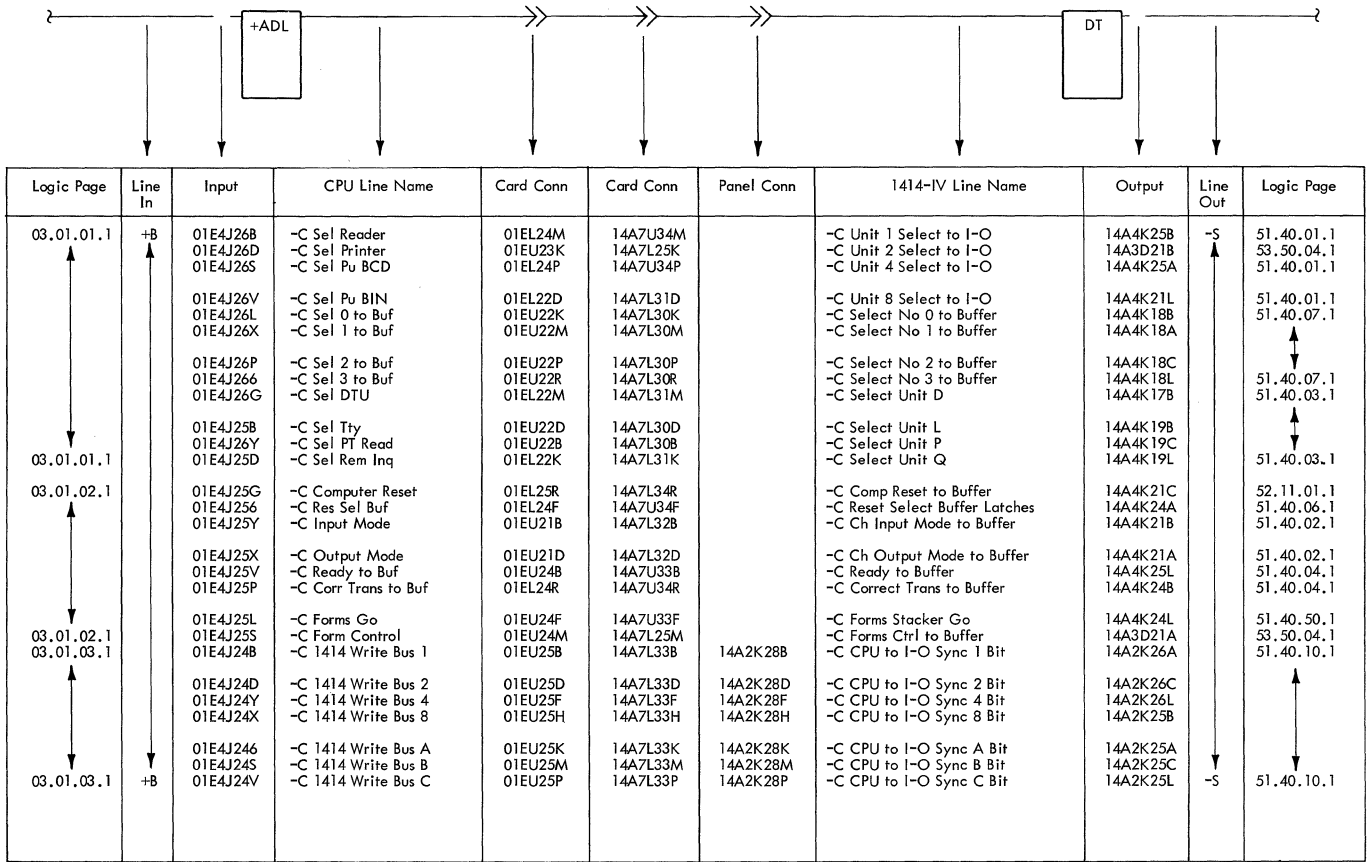 +ADL DT
Logic Page Line In Input CPU Line Name Card Conn Card Conn Panel Conn 1414-IV Line Name Output Line Out Logic Page
03.01.01.1 +B 01E4J26B -C Sel Reader 01EL24M 14A7U34M -C Unit 1 Select to I-O 14A4K25B -S 51.40.01.1
01E4J26D -C Sel Printer 01EU23K 14A7L25K -C Unit 2 Select to I-O 14A3D21B 53.50.04.1
01E4J26S -C Sel Pu BCD 01EL24P 14A7U34P -C Unit 4 Select to I-O 14A4K25A 51.40.01.1
01E4J26V -C Sel Pu BIN 01EL22D 14A7L31D -C Unit 8 Select to I-O 14A4K21L 51.40.01.1
01E4J26L -C Sel 0 to Buf 01EU22K 14A7L30K -C Select No 0 to Buffer 14A4K18B 51.40.07.1
01E4J26X -C Sel 1 to Buf 01EU22M 14A7L30M -C Select No 1 to Buffer 14A4K18A
01E4J26P -C Sel 2 to Buf 01EU22P 14A7L30P -C Select No 2 to Buffer 14A4K18C
01E4J266 -C Sel 3 to Buf 01EU22R 14A7L30R -C Select No 3 to Buffer 14A4K18L 51.40.07.1
01E4J26G -C Sel DTU 01EL22M 14A7L31M -C Select Unit D 14A4K17B 51.40.03.1
01E4J25B -C Sel Tty 01EU22D 14A7L30D -C Select Unit L 14A4K19B
01E4J26Y -C Sel PT Read 01EU22B 14A7L30B -C Select Unit P 14A4K19C
03.01.01.1 01E4J25D -C Sel Rem Inq 01EL22K 14A7L31K -C Select Unit Q 14A4K19L 51.40.03.1
03.01.02.1 01E4J25G -C Computer Reset 01EL25R 14A7L34R -C Comp Reset to Buffer 14A4K21C 52.11.01.1
01E4J256 -C Res Sel Buf 01EL24F 14A7U34F -C Reset Select Buffer Latches 14A4K24A 51.40.06.1
01E4J25Y -C Input Mode 01EU21B 14A7L32B -C Ch Input Mode to Buffer 14A4K21B 51.40.02.1
01E4J25X -C Output Mode 01EU21D 14A7L32D -C Ch Output Mode to Buffer 14A4K21A 51.40.02.1
01E4J25V -C Ready to Buf 01EU24B 14A7U33B -C Ready to Buffer 14A4K25L 51.40.04.1
01E4J25P -C Corr Trans to Buf 01EL24R 14A7U34R -C Correct Trans to Buffer 14A4K24B 51.40.04.1
01E4J25L -C Forms Go 01EU24F 14A7U33F -C Forms Stacker Go 14A4K24L 51.40.50.1
03.01.02.1 01E4J25S -C Form Control 01EU24M 14A7L25M -C Forms Ctrl to Buffer 14A3D21A 53.50.04.1
03.01.03.1 01E4J24B -C 1414 Write Bus 1 01EU25B 14A7L33B 14A2K28B -C CPU to I-O Sync 1 Bit 14A2K26A 51.40.10.1
01E4J24D -C 1414 Write Bus 2 01EU25D 14A7L33D 14A2K28D -C CPU to I-O Sync 2 Bit 14A2K26C
01E4J24Y -C 1414 Write Bus 4 01EU25F 14A7L33F 14A2K28F -C CPU to I-O Sync 4 Bit 14A2K26L
01E4J24X -C 1414 Write Bus 8 01EU25H 14A7L33H 14A2K28H -C CPU to I-O Sync 8 Bit 14A2K25B
01E4J246 -C 1414 Write Bus A 01EU25K 14A7L33K 14A2K28K -C CPU to I-O Sync A Bit 14A2K25A
01E4J24S -C 1414 Write Bus B 01EU25M 14A7L33M 14A2K28M -C CPU to I-O Sync B Bit 14A2K25C
03.01.03.1 +B 01E4J24V -C 1414 Write Bus C 01EU25P 14A7L33P 14A2K28P -C CPU to I-O Sync C Bit 14A2K25L -S 51.40.10.1